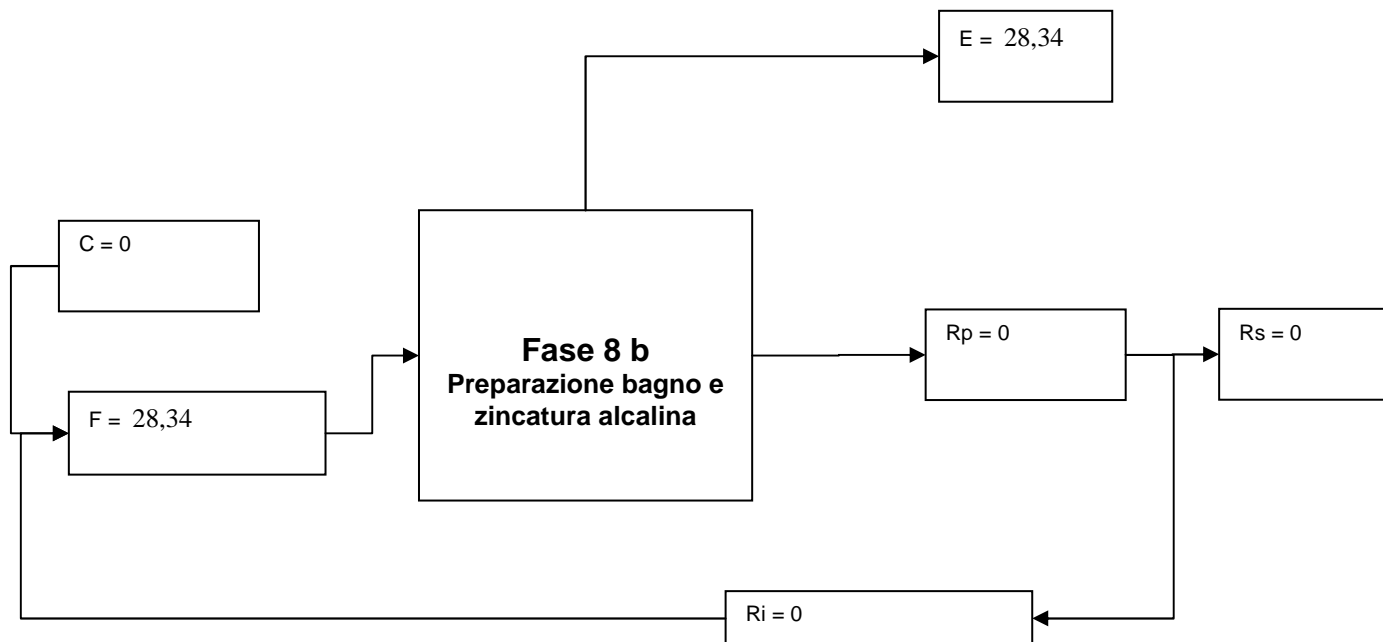 E = 28,34
C = 0
Fase 8 b
Preparazione bagno e
zincatura alcalina
Rp = 0
Rs = 0
F = 28,34
Ri = 0